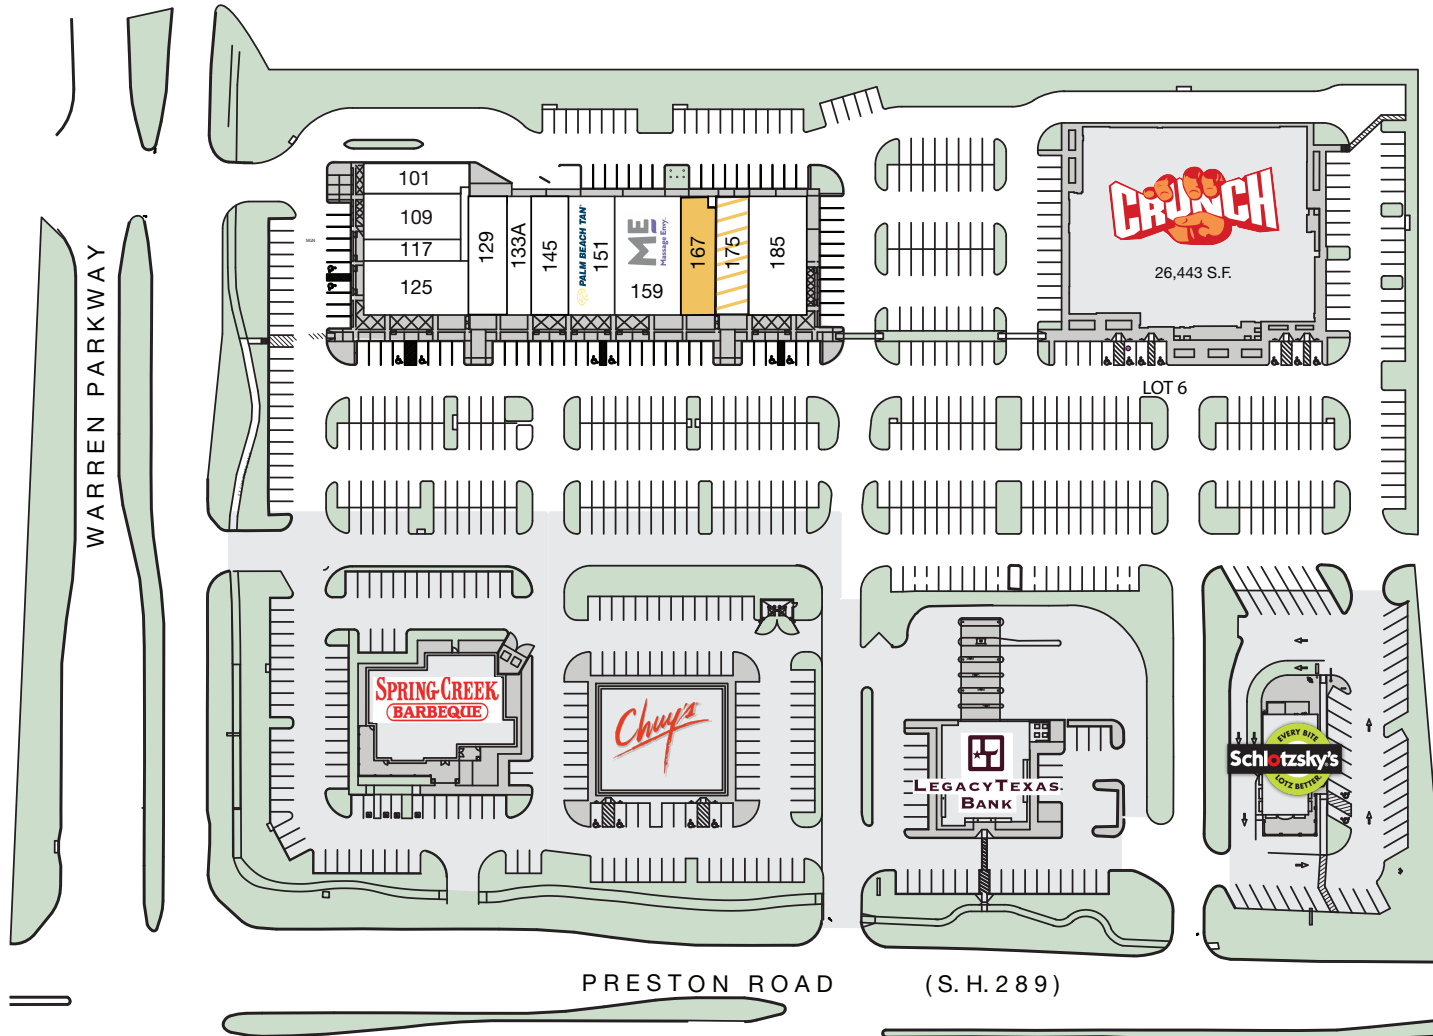 WARREN PARKWAY
101
109
117
125
129
133A
145
PALM BEACH TAN
151
ME
Massage Envy
159
167
175
185
CRUNCH
26,443 S.F.
LOT 6
SIGN
SPRING CREEK
BARBEQUE
Chuy's
LT
LEGACYTEXAS
BANK
EVERY BITE
Schlotzsky's
LOTZ BETTER
PRESTON ROAD (S.H.289)